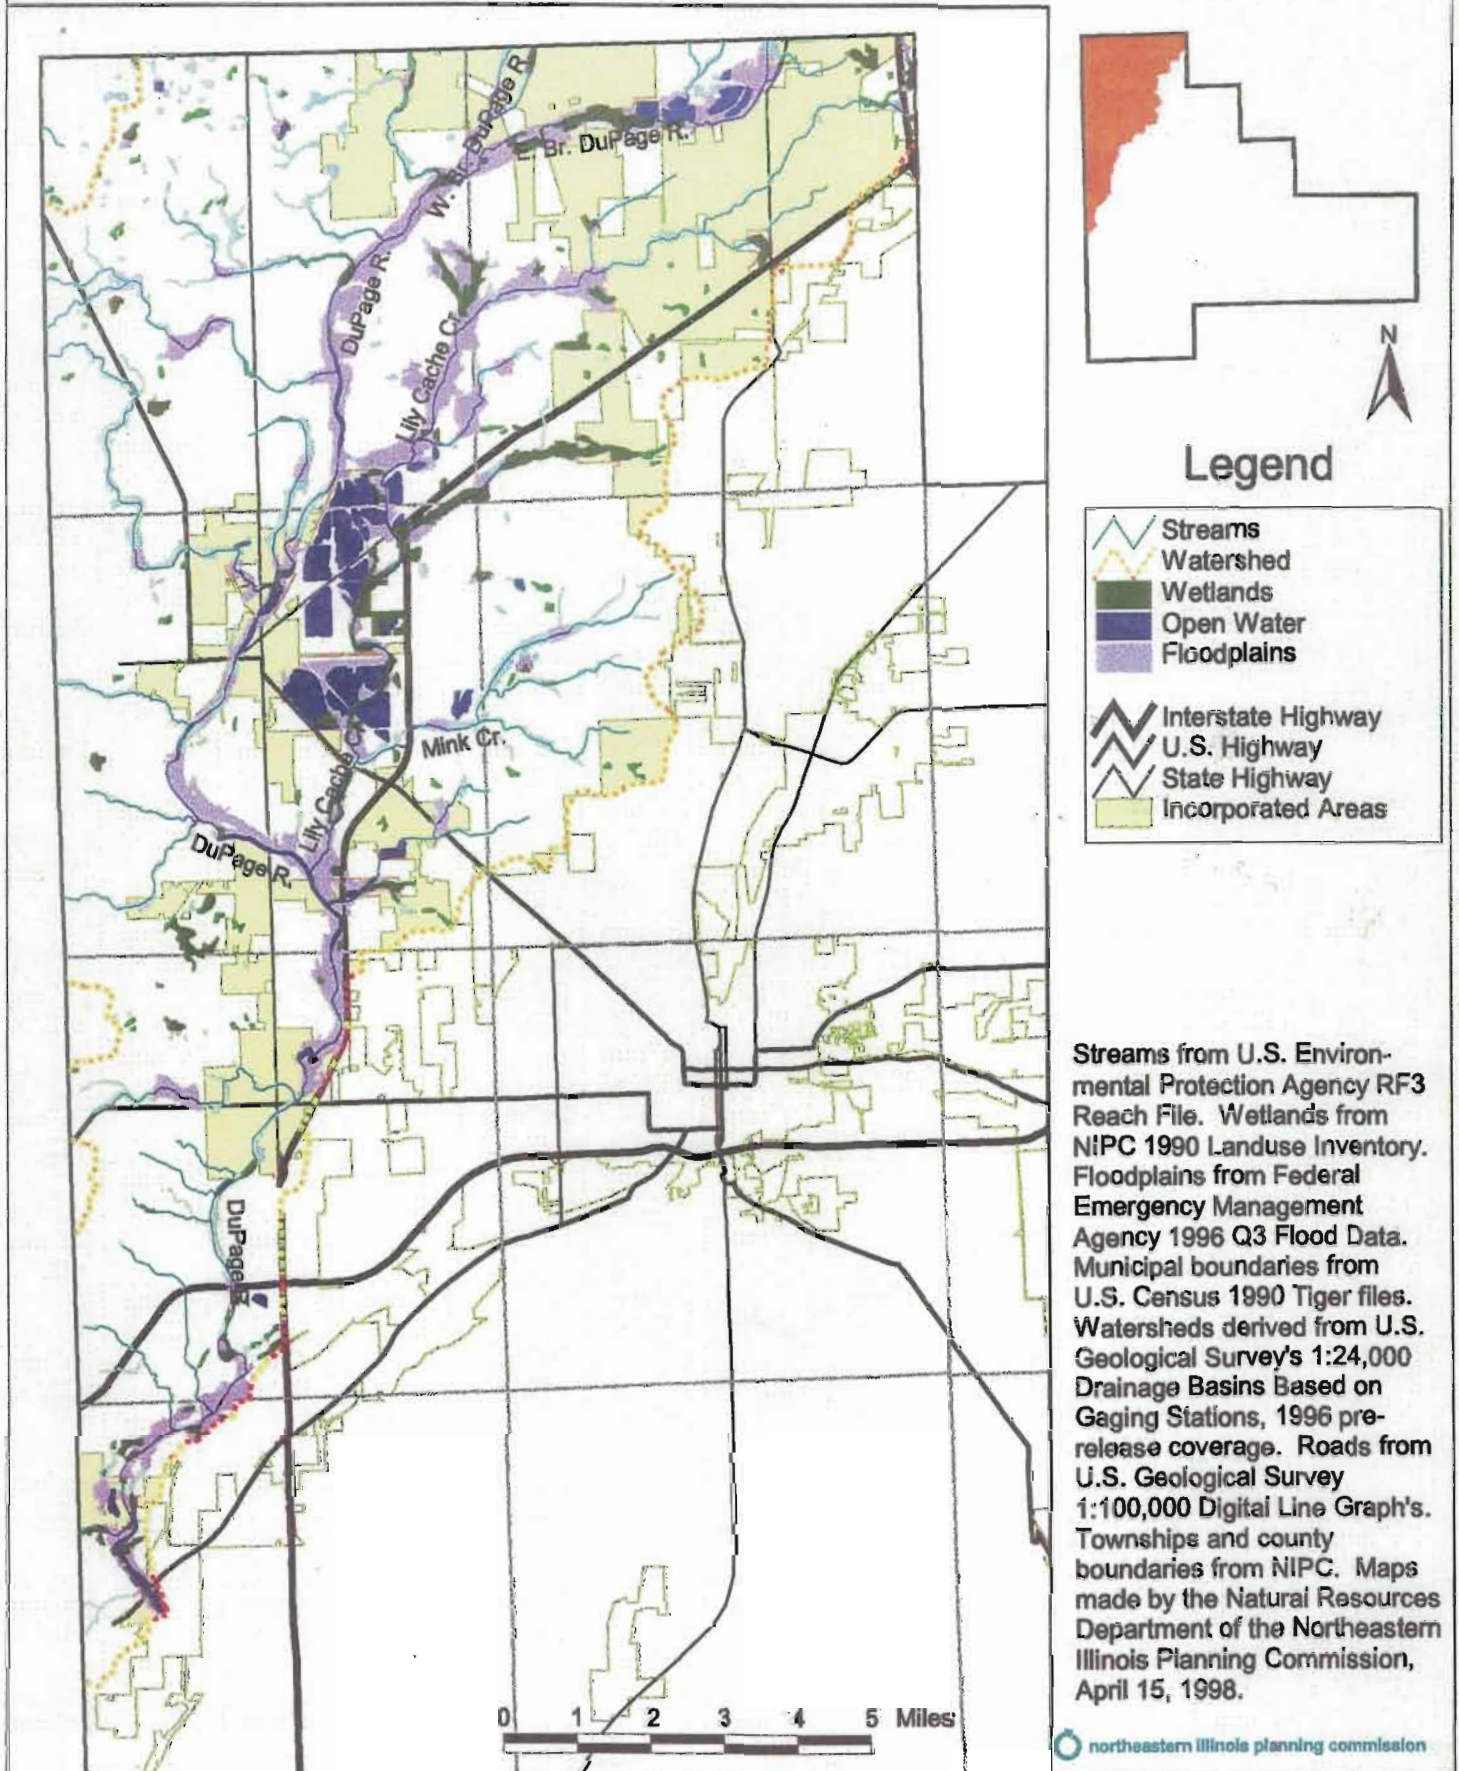 W. Br. DuPage R.
E. Br. DuPage R.
DuPage R.
Lily Cache Cr.
Mink Cr.
Lily Cache Cr.
DuPage R.
DuPage R.
0 1 2 3 4 5 Miles
N
Legend
Streams
Watershed
Wetlands
Open Water
Floodplains
Interstate Highway
U.S. Highway
State Highway
Incorporated Areas
Streams from U.S. Environ-
mental Protection Agency RF3
Reach File. Wetlands from
NIPC 1990 Landuse Inventory.
Floodplains from Federal
Emergency Management
Agency 1996 Q3 Flood Data.
Municipal boundaries from
U.S. Census 1990 Tiger files.
Watersheds derived from U.S.
Geological Survey's 1:24,000
Drainage Basins Based on
Gaging Stations, 1996 pre-
release coverage. Roads from
U.S. Geological Survey
1:100,000 Digital Line Graph's.
Townships and county
boundaries from NIPC. Maps
made by the Natural Resources
Department of the Northeastern
Illinois Planning Commission,
April 15, 1998.
northeastern illinois planning commission